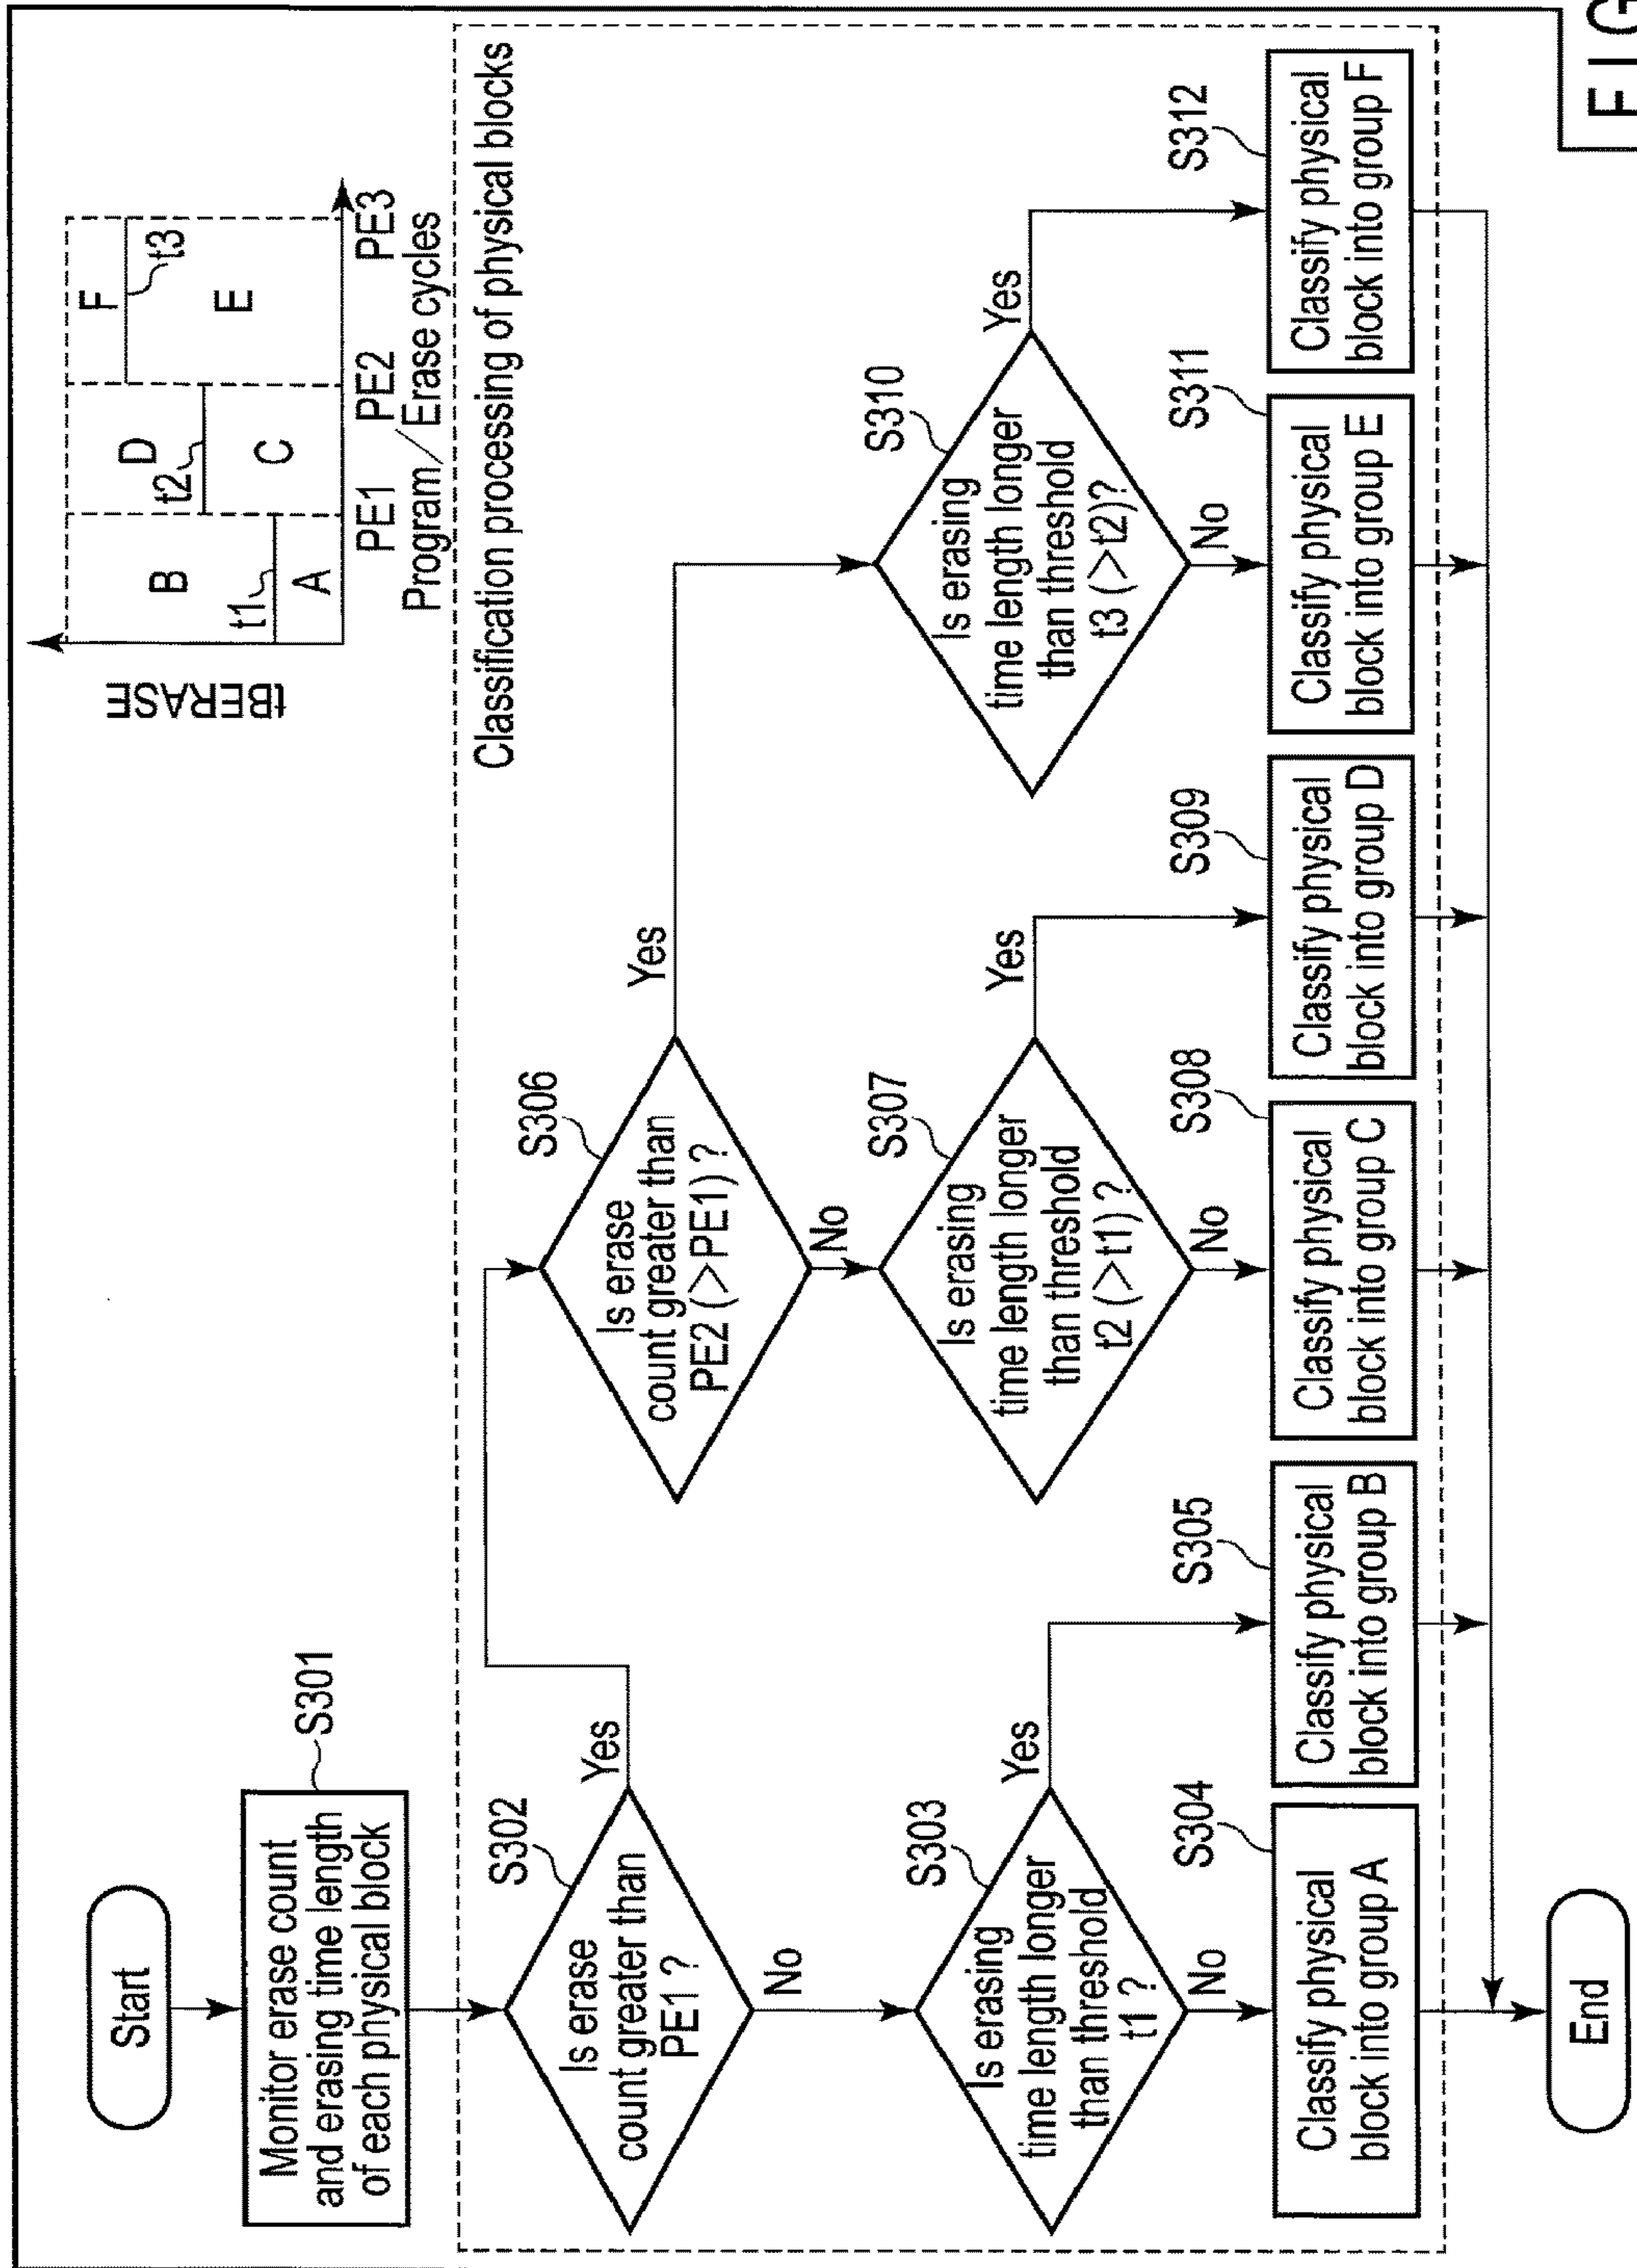 Start
Monitor erase count
and erasing time length
of each physical block
S301
tBERASE
B
D
F
t1
t2
t3
A
C
E
PE1
PE2
PE3
Program / Erase cycles
Classification processing of physical blocks
S302
Is erase
count greater than
PE1 ?
Yes
No
S306
Is erase
count greater than
PE2 (>PE1) ?
Yes
No
S303
Is erasing
time length longer
than threshold
t1 ?
Yes
No
S307
Is erasing
time length longer
than threshold
t2 (>t1) ?
Yes
No
S310
Is erasing
time length longer
than threshold
t3 (>t2)?
Yes
No
S304
Classify physical
block into group A
S305
Classify physical
block into group B
S308
Classify physical
block into group C
S309
Classify physical
block into group D
S311
Classify physical
block into group E
S312
Classify physical
block into group F
End